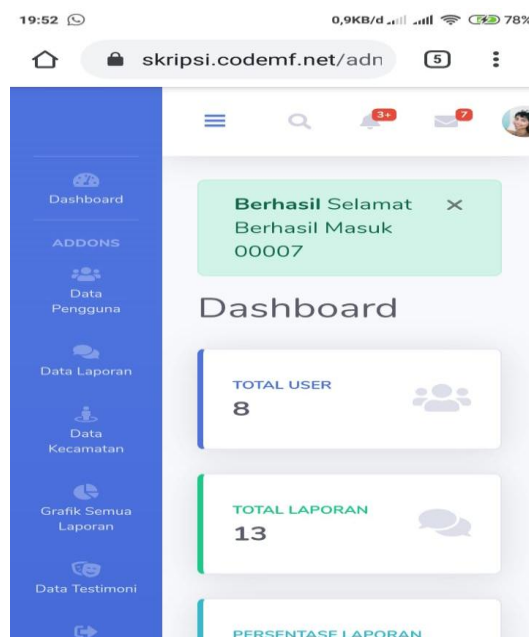 19:52
0,9KB/d
78%
skripsi.codemf.net/adn
5
3+
7
Dashboard
ADDONS
Data
Pengguna
Data Laporan
Data
Kecamatan
Grafik Semua
Laporan
Data Testimoni
Berhasil Selamat ×
Berhasil Masuk
00007
Dashboard
TOTAL USER
8
TOTAL LAPORAN
13
PERSENTASE LAPORAN